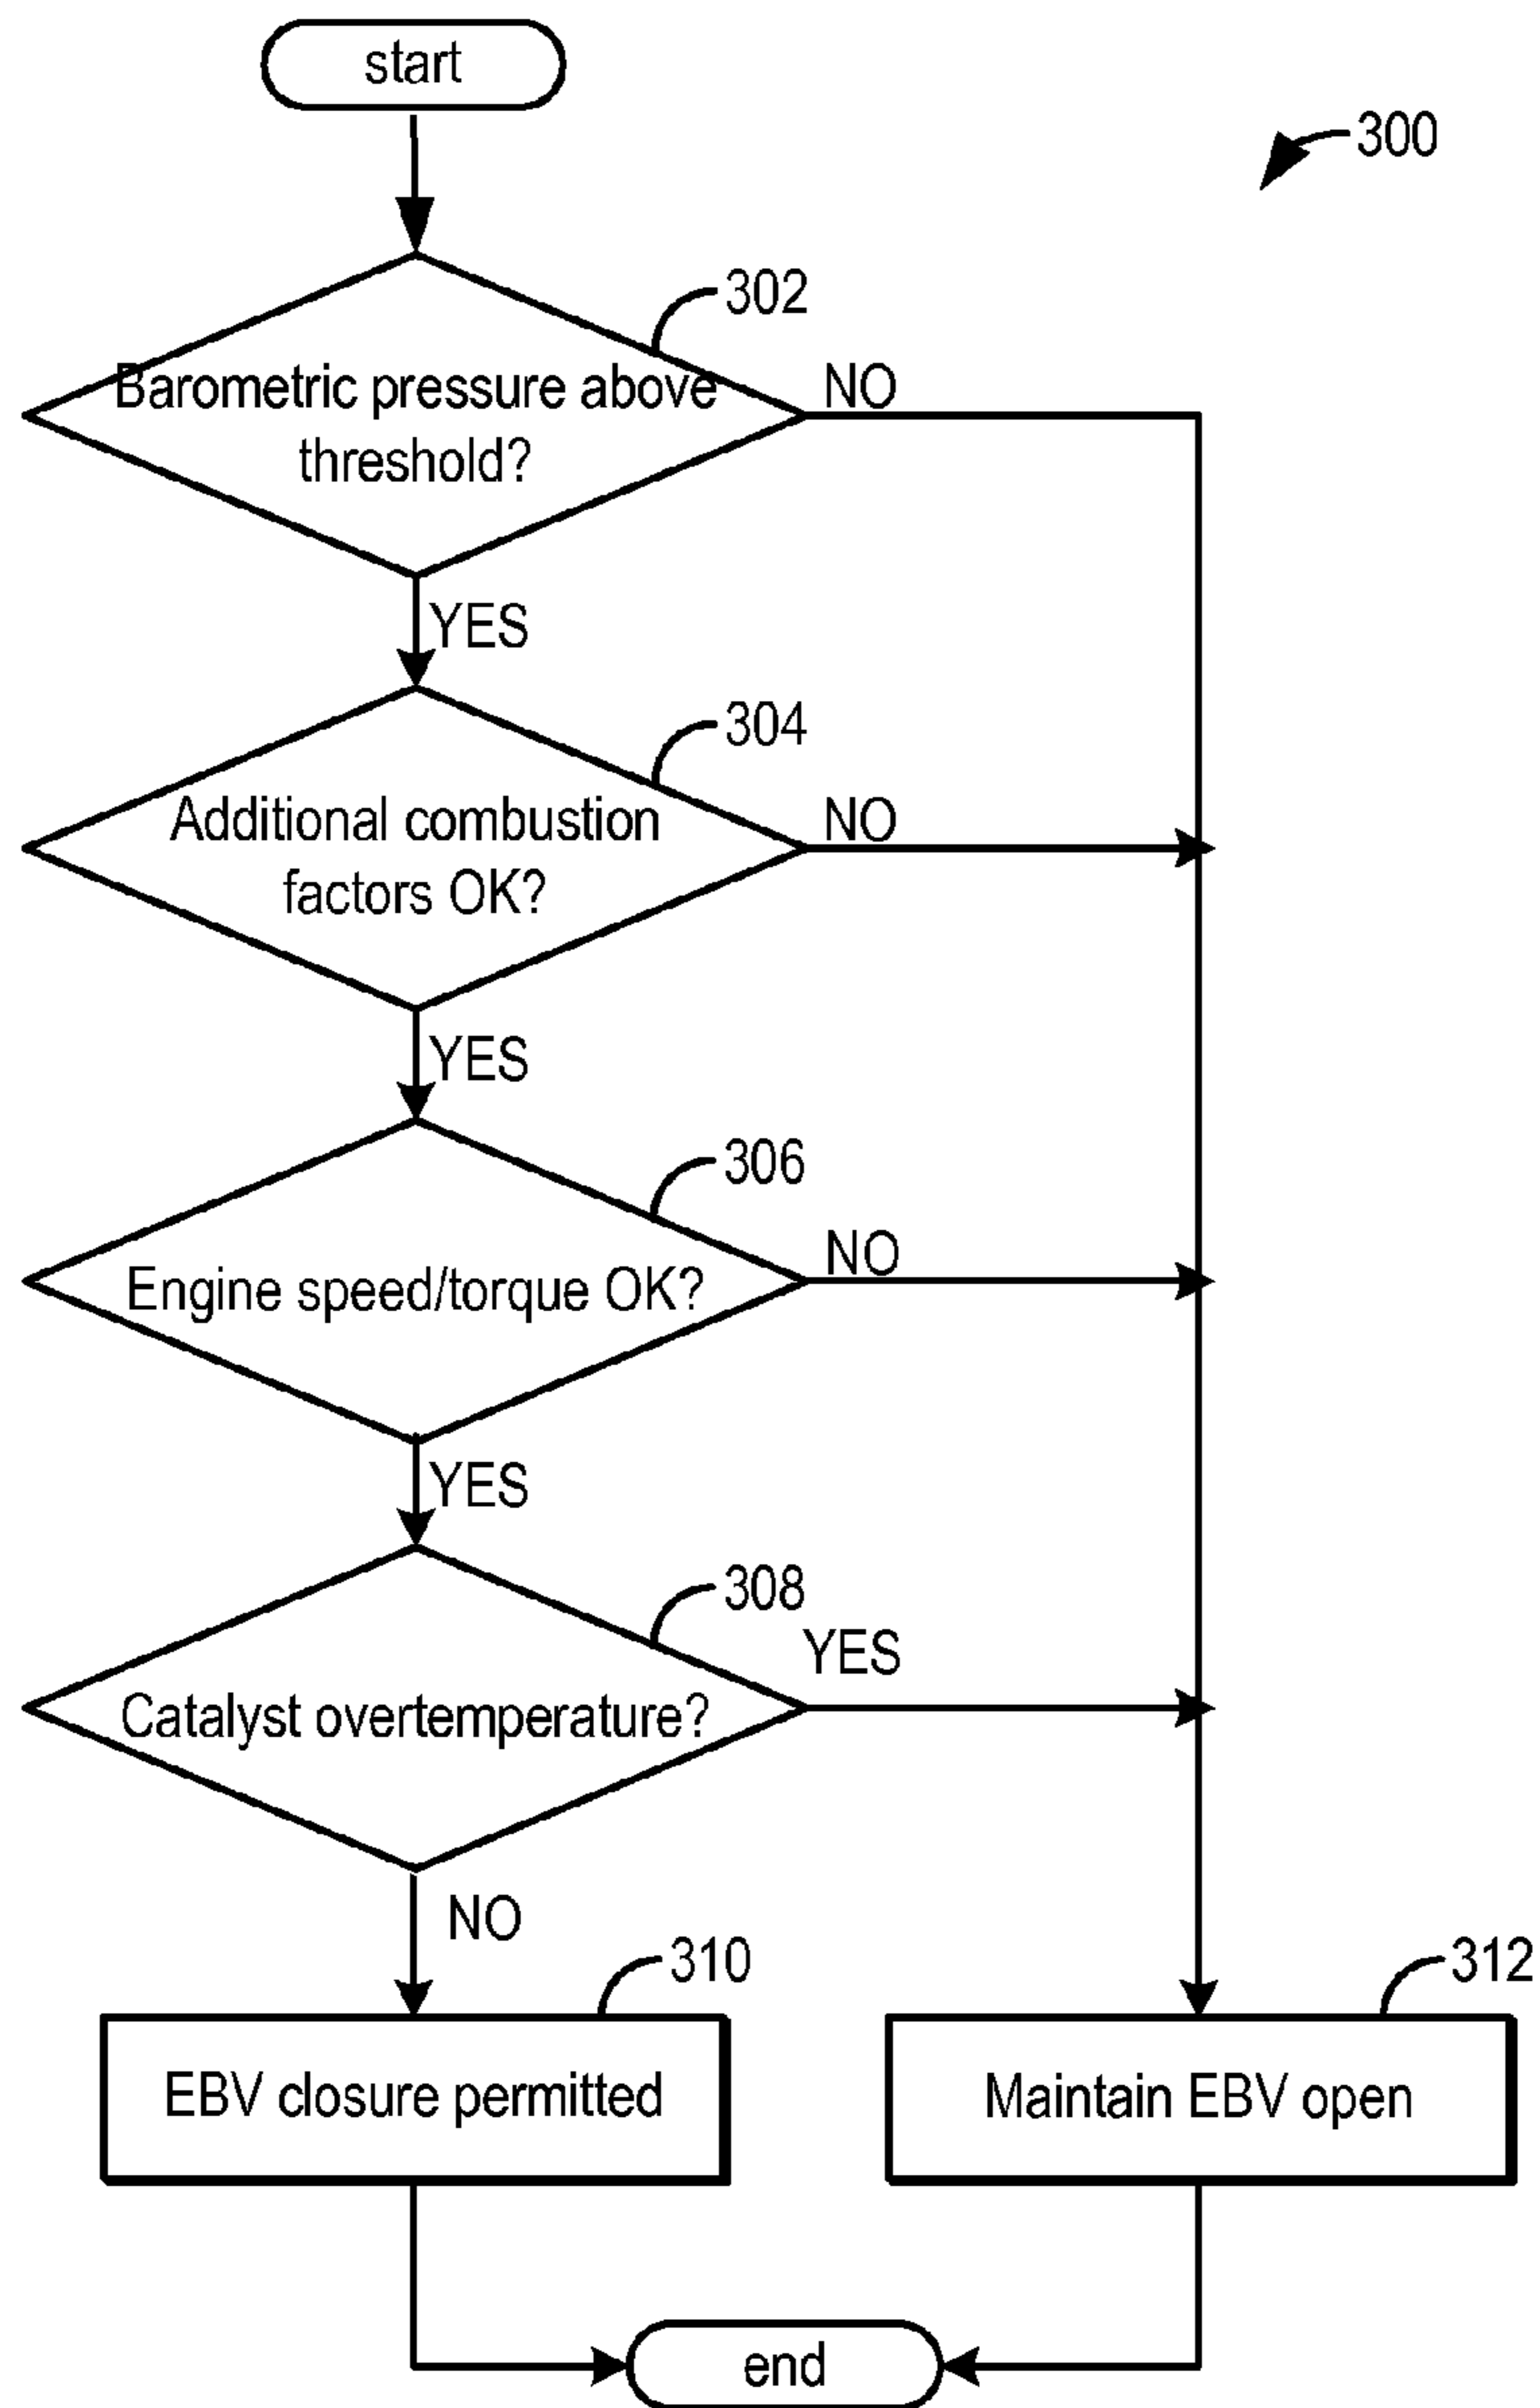 start
300
302
Barometric pressure above
threshold?
NO
YES
304
Additional combustion
factors OK?
NO
YES
306
Engine speed/torque OK?
NO
YES
308
Catalyst overtemperature?
YES
NO
310
EBV closure permitted
312
Maintain EBV open
end